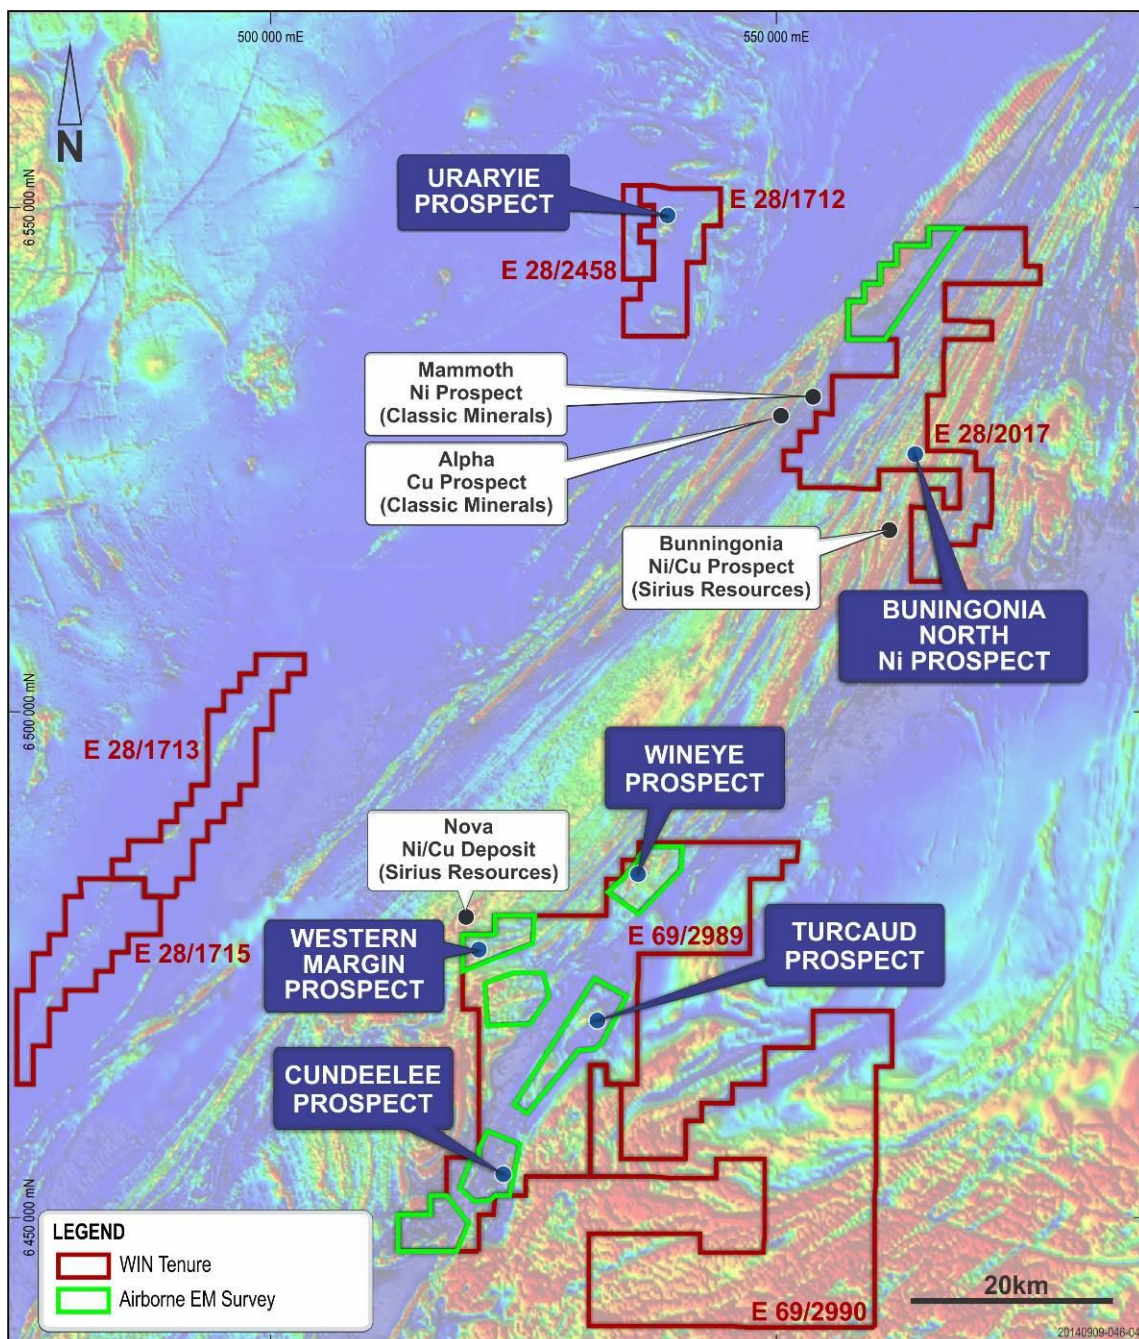 500 000 mE
550 000 mE
N
6 550 000 mN
URARYIE
PROSPECT
E 28/1712
E 28/2458
Mammoth
Ni Prospect
(Classic Minerals)
Alpha
Cu Prospect
(Classic Minerals)
E 28/2017
Bunningonia
Ni/Cu Prospect
(Sirius Resources)
BUNINGONIA
NORTH
Ni PROSPECT
6 500 000 mN
E 28/1713
WINEYE
PROSPECT
Nova
Ni/Cu Deposit
(Sirius Resources)
E 28/1715
WESTERN
MARGIN
PROSPECT
E 69/2989
TURCAUD
PROSPECT
CUNDEELEE
PROSPECT
6 450 000 mN
LEGEND
WIN Tenure
Airborne EM Survey
20km
E 69/2990